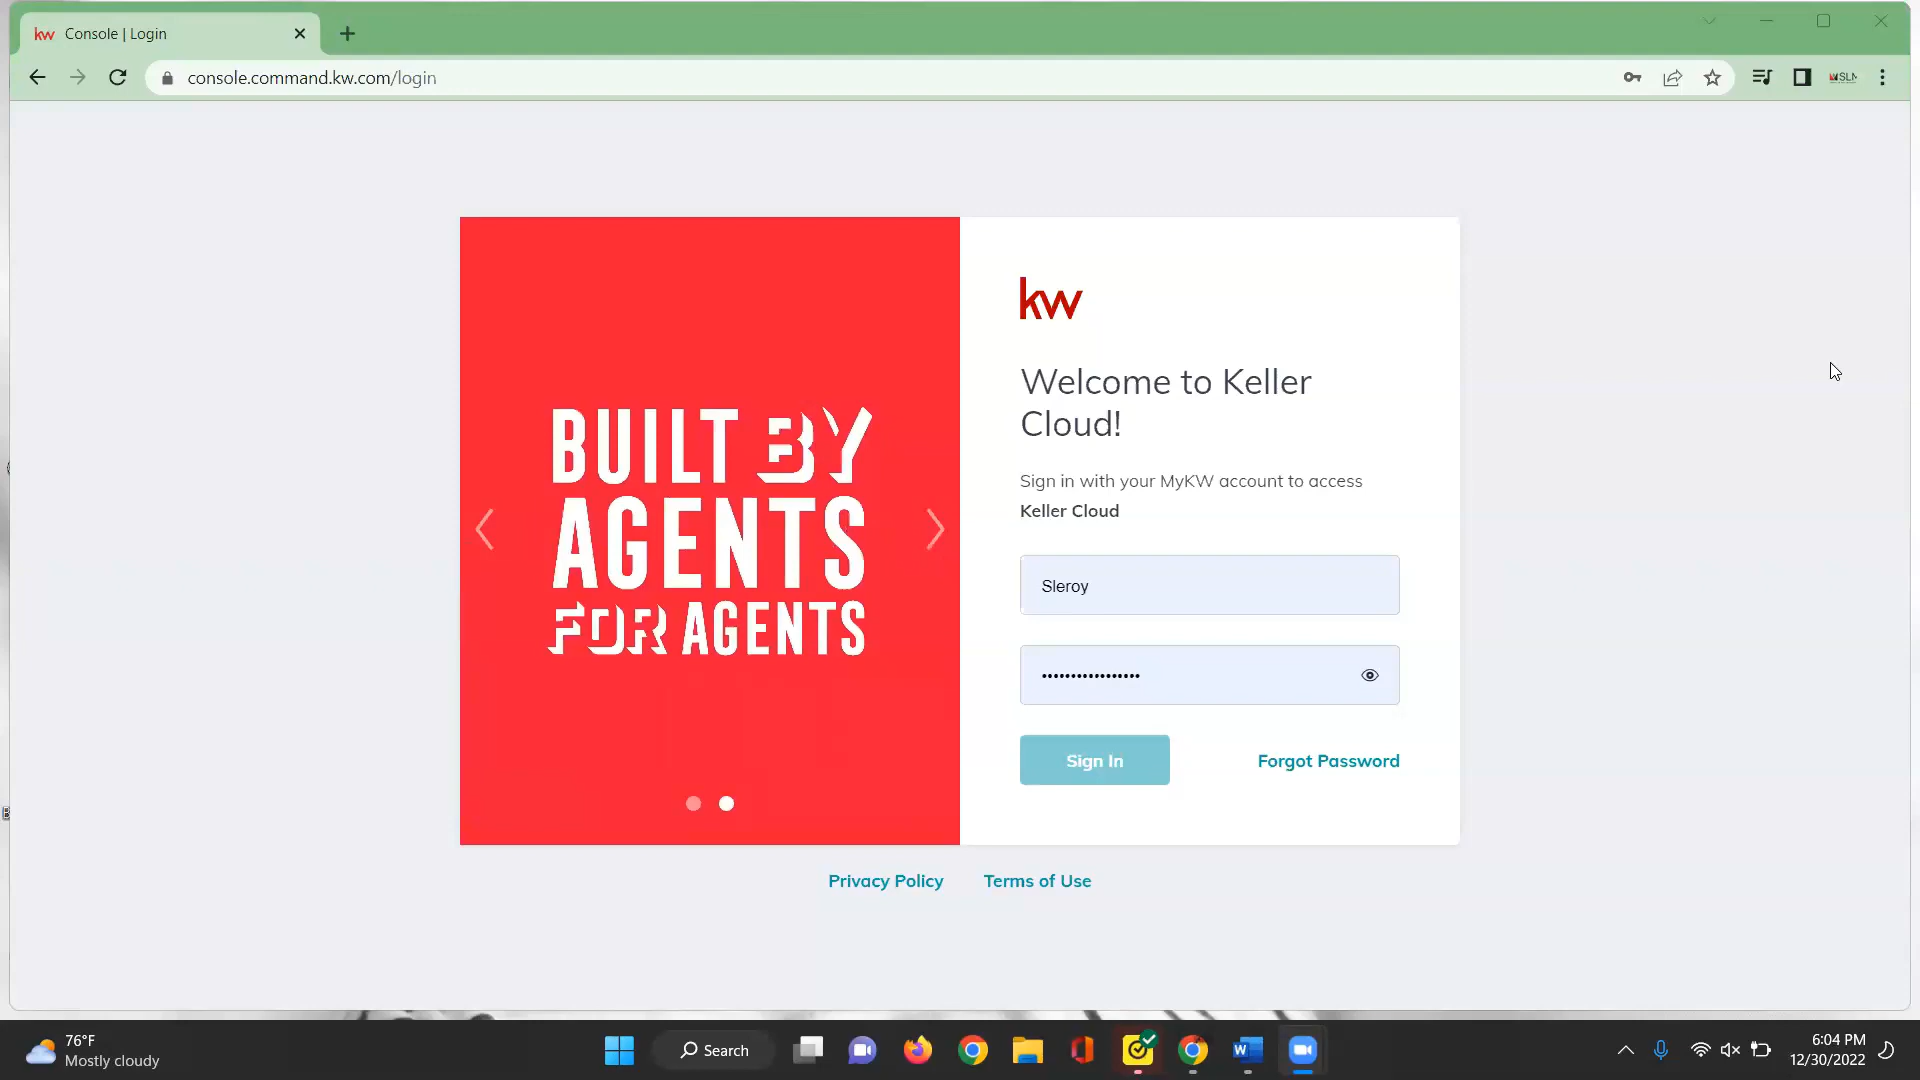 kw Console | Login
console.command.kw.com/login
SLM
kw
Welcome to Keller
Cloud!
Sign in with your MyKW account to access
Keller Cloud
Sleroy
•••••••••••••••••
Sign In
Forgot Password
BUILT BY
AGENTS
FOR AGENTS
Privacy Policy
Terms of Use
76°F
Mostly cloudy
Search
6:04 PM
12/30/2022